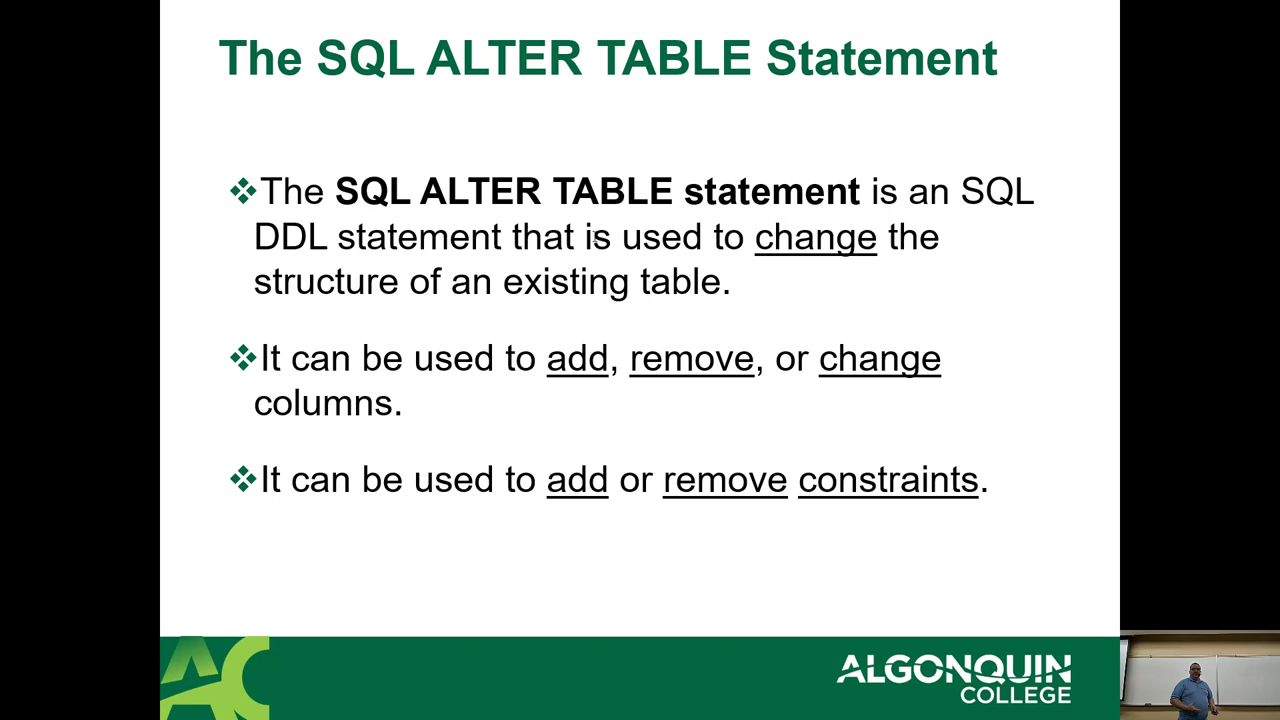 The SQL ALTER TABLE Statement
❖The SQL ALTER TABLE statement is an SQL
DDL statement that is used to change the
structure of an existing table.
❖It can be used to add, remove, or change
columns.
❖It can be used to add or remove constraints.
AC
ALGONQUIN
COLLEGE